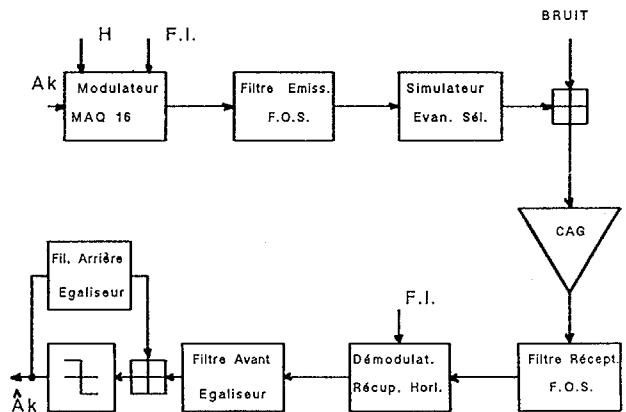 BRUIT
H F.I.
Ak
Modulateur
MAQ 16
Filtre Emiss.
F.O.S.
Simulateur
Evan. Sél.
CAG
Fil. Arrière
Egaliseur
F.I.
Filtre Avant
Egaliseur
Démodulat.
Récup. Horl.
Filtre Récept.
F.O.S.
Âk